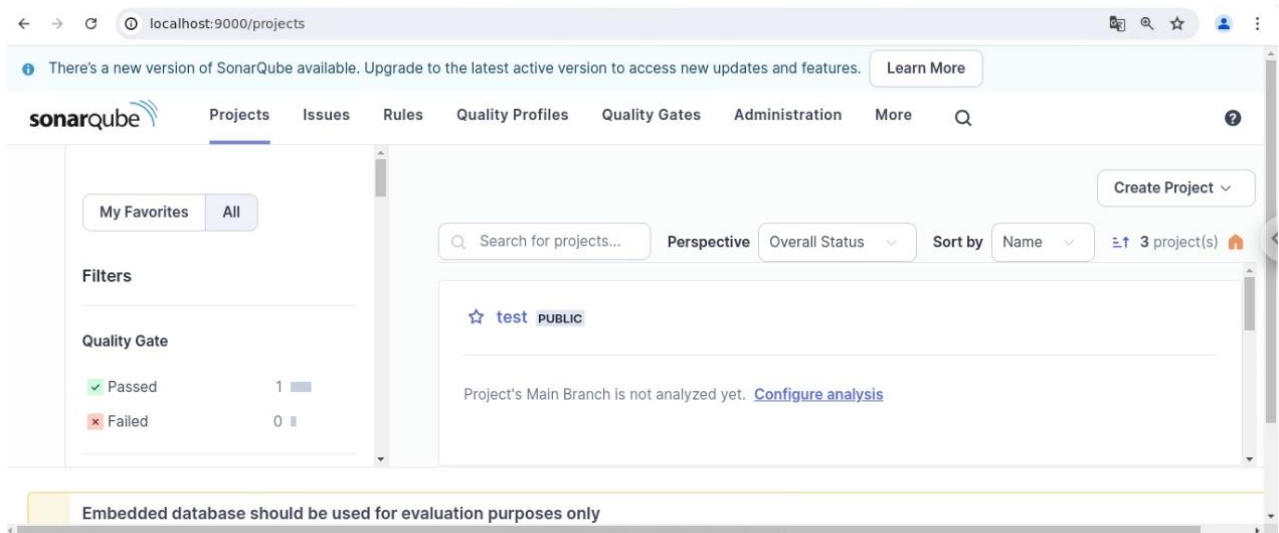 localhost:9000/projects
There's a new version of SonarQube available. Upgrade to the latest active version to access new updates and features. Learn More
sonarqube Projects Issues Rules Quality Profiles Quality Gates Administration More
My Favorites All
Create Project
Search for projects... Perspective Overall Status Sort by Name 3 project(s)
Filters
test PUBLIC
Quality Gate
Passed 1
Project's Main Branch is not analyzed yet. Configure analysis
Failed 0
Embedded database should be used for evaluation purposes only